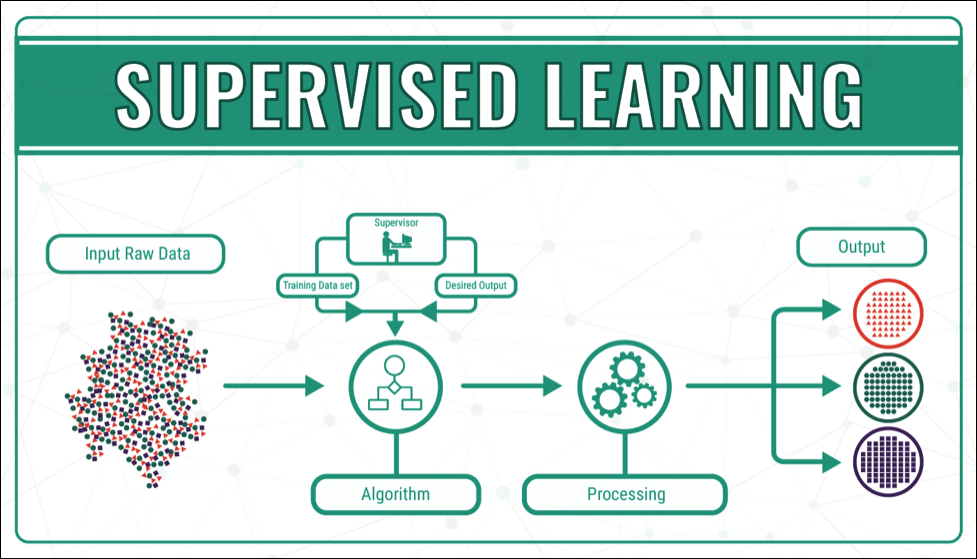 SUPERVISED LEARNING
Input Raw Data
Supervisor
Training Data set
Desired Output
Algorithm
Processing
Output